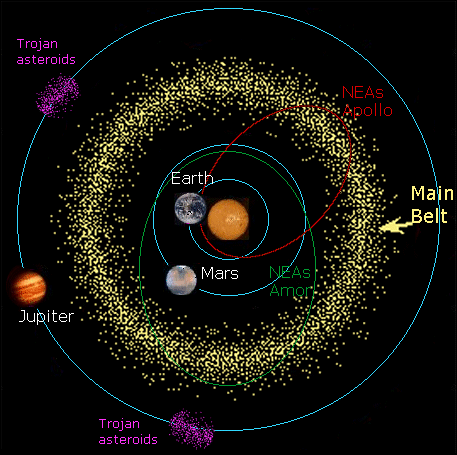 Trojan
asteroids
NEAs
Apollo
Earth
Main
Belt
Mars
NEAs
Amor
Jupiter
Trojan
asteroids